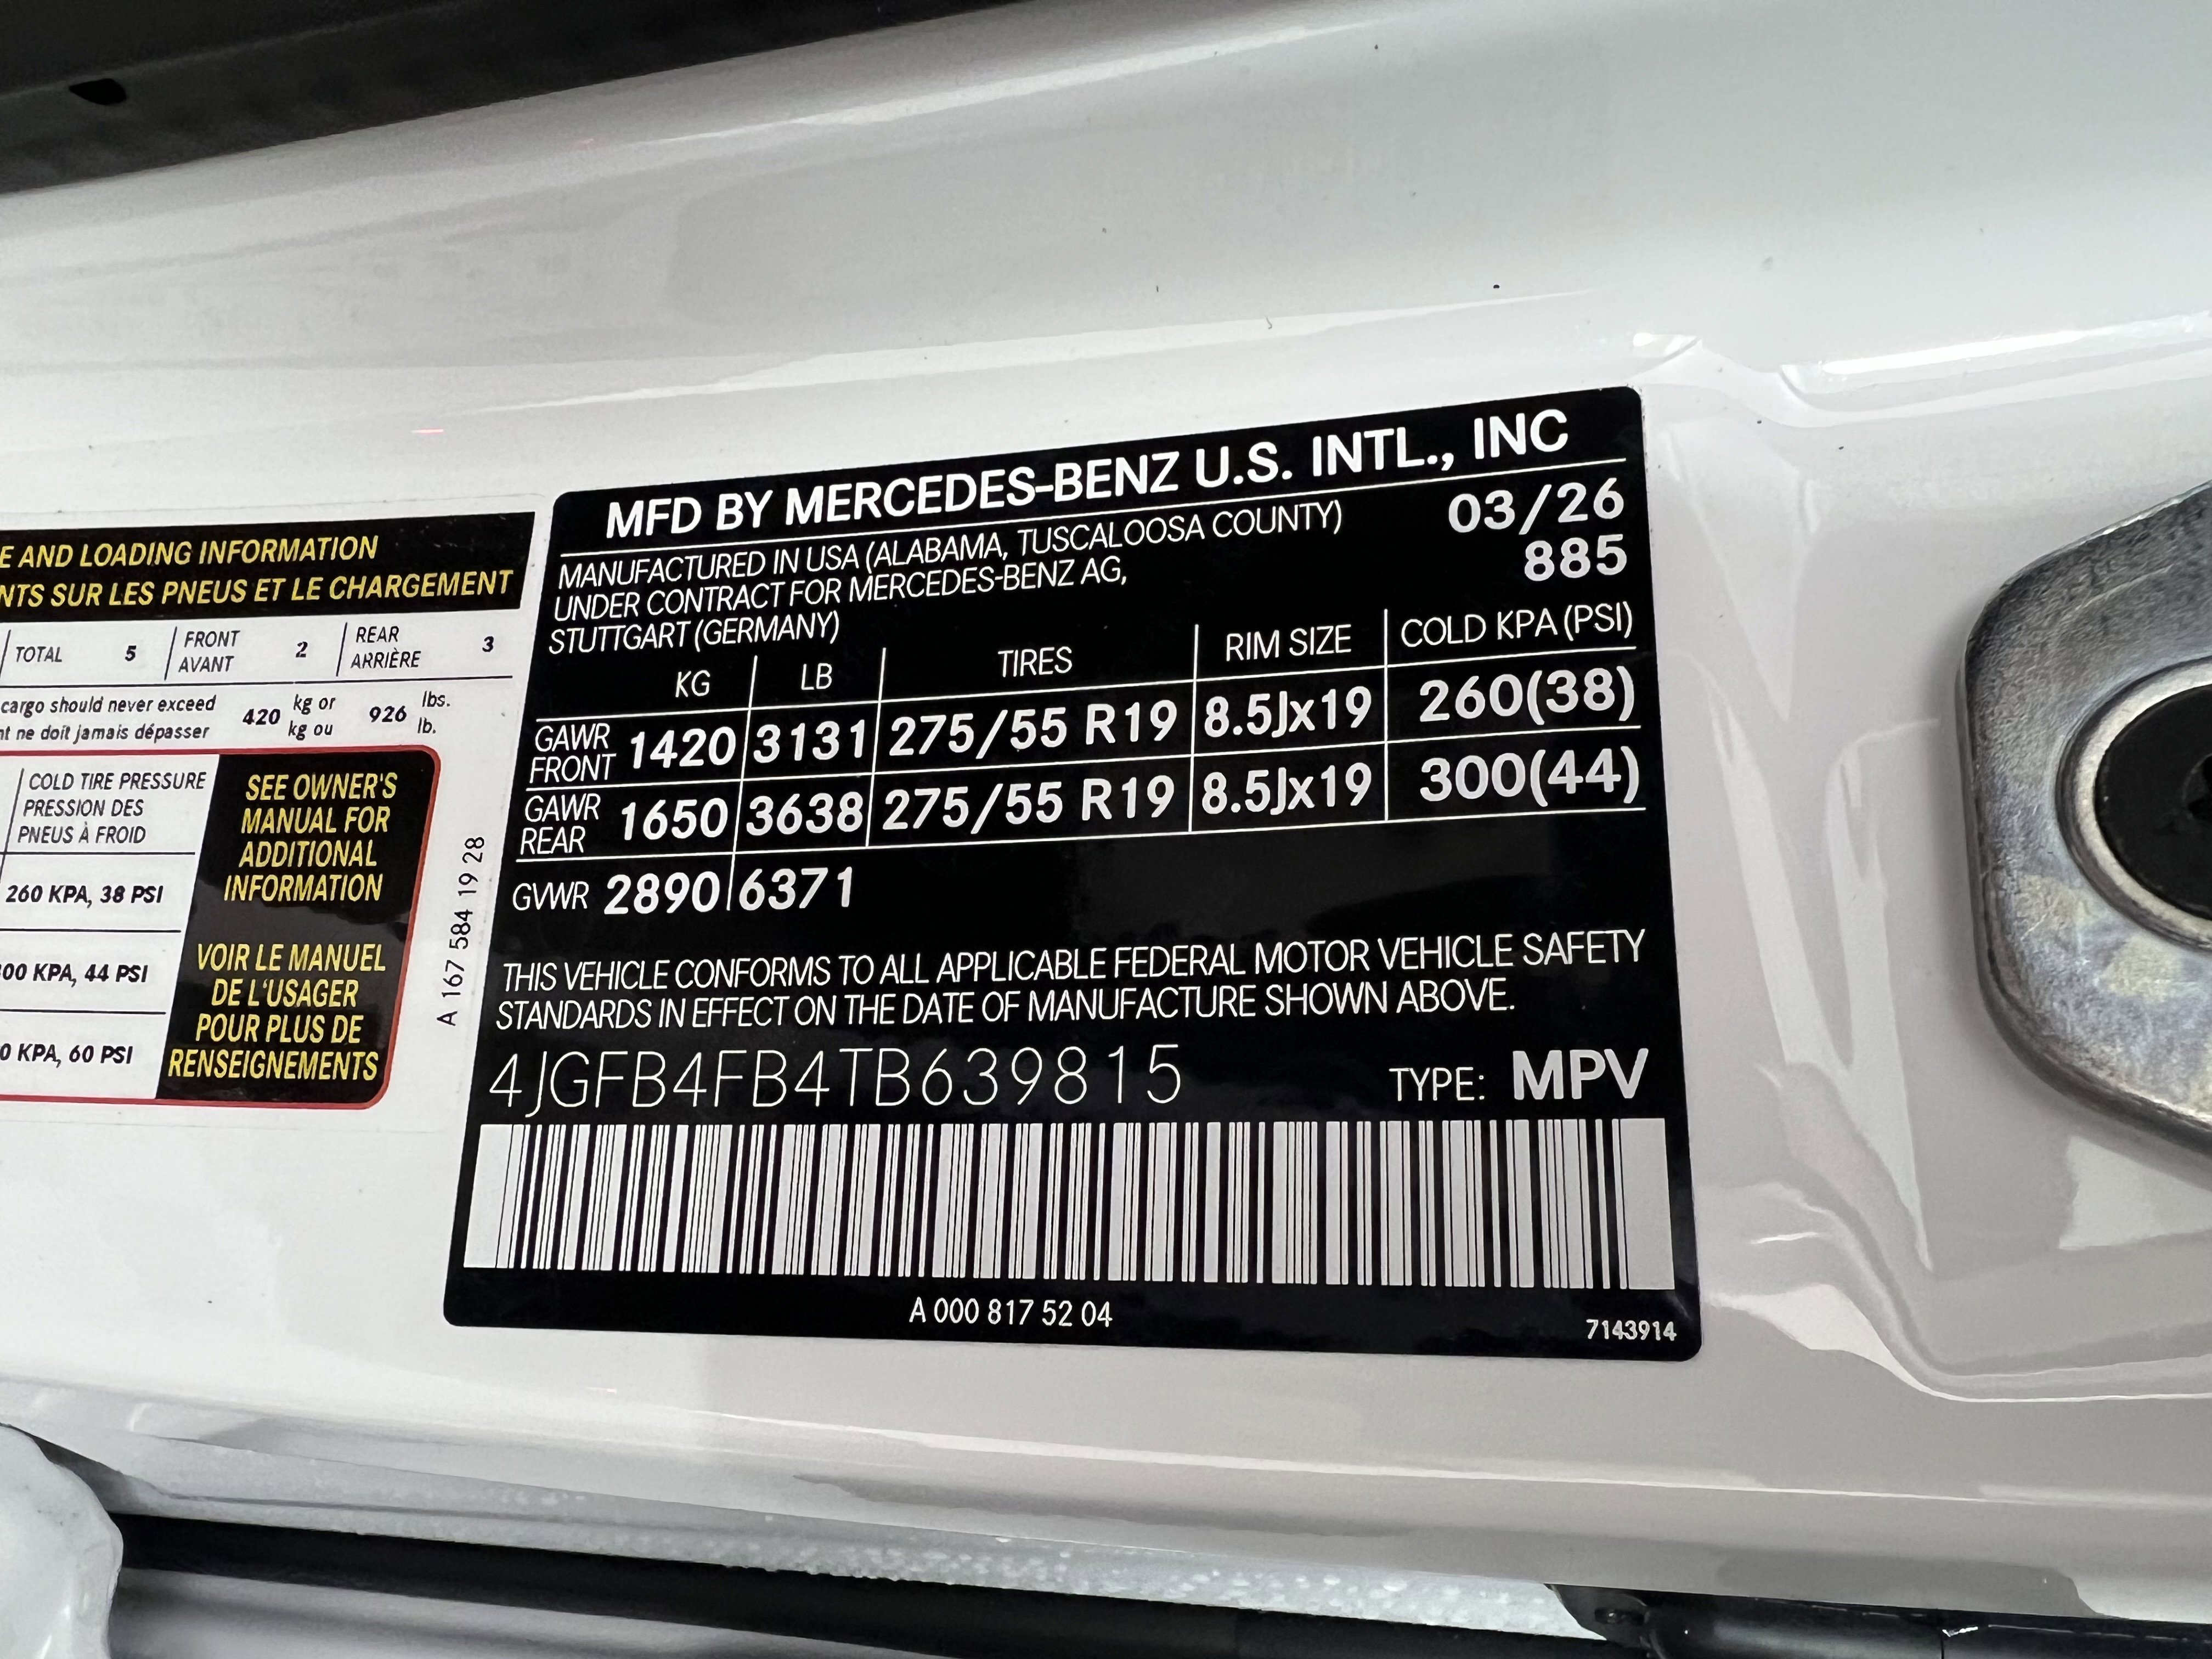 E AND LOADING INFORMATION
NTS SUR LES PNEUS ET LE CHARGEMENT
TOTAL 5 FRONT AVANT 2 REAR ARRIÈRE 3
cargo should never exceed 420 kg or 926 lbs.
nt ne doit jamais dépasser kg ou lb.
COLD TIRE PRESSURE
PRESSION DES
PNEUS À FROID
260 KPA, 38 PSI
00 KPA, 44 PSI
0 KPA, 60 PSI
SEE OWNER'S
MANUAL FOR
ADDITIONAL
INFORMATION
VOIR LE MANUEL
DE L'USAGER
POUR PLUS DE
RENSEIGNEMENTS
A 167 584 19 28
MFD BY MERCEDES-BENZ U.S. INTL., INC
MANUFACTURED IN USA (ALABAMA, TUSCALOOSA COUNTY) 03/26
UNDER CONTRACT FOR MERCEDES-BENZ AG, 885
STUTTGART (GERMANY)
KG LB TIRES RIM SIZE COLD KPA (PSI)
GAWR FRONT 1420 3131 275/55 R19 8.5Jx19 260(38)
GAWR REAR 1650 3638 275/55 R19 8.5Jx19 300(44)
GVWR 2890 6371
THIS VEHICLE CONFORMS TO ALL APPLICABLE FEDERAL MOTOR VEHICLE SAFETY
STANDARDS IN EFFECT ON THE DATE OF MANUFACTURE SHOWN ABOVE.
4JGFB4FB4TB639815 TYPE: MPV
A 000 817 52 04
7143914